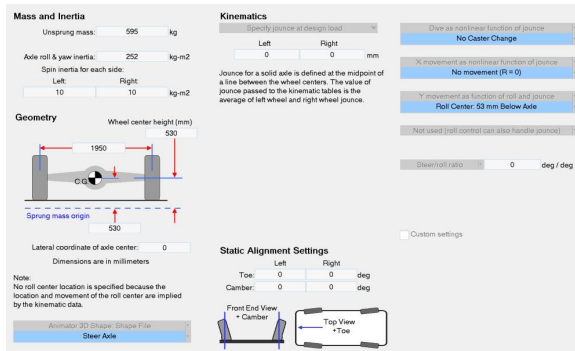 Mass and Inertia
Unsprung mass: 595 kg
Axle roll & yaw inertia: 252 kg-m2
Spin inertia for each side:
Left: Right:
10 10 kg-m2
Geometry
Wheel center height (mm)
530
1950
C.G.
Sprung mass origin
530
Lateral coordinate of axle center: 0
Dimensions are in millimeters
Note:
No roll center location is specified because the
location and movement of the roll center are implied
by the kinematic data.
Animator 3D Shape: Shape File
Steer Axle
Kinematics
Specify jounce at design load
Left Right
0 0 mm
Jounce for a solid axle is defined at the midpoint of
a line between the wheel centers. The value of
jounce passed to the kinematic tables is the
average of left wheel and right wheel jounce.
Static Alignment Settings
Left Right
Toe: 0 0 deg
Camber: 0 0 deg
Front End View
+ Camber
Top View
+Toe
Dive as nonlinear function of jounce
No Caster Change
X movement as nonlinear function of jounce
No movement (R = 0)
Y movement as function of roll and jounce
Roll Center: 53 mm Below Axle
Not used (roll control can also handle jounce)
Steer/roll ratio 0 deg / deg
Custom settings